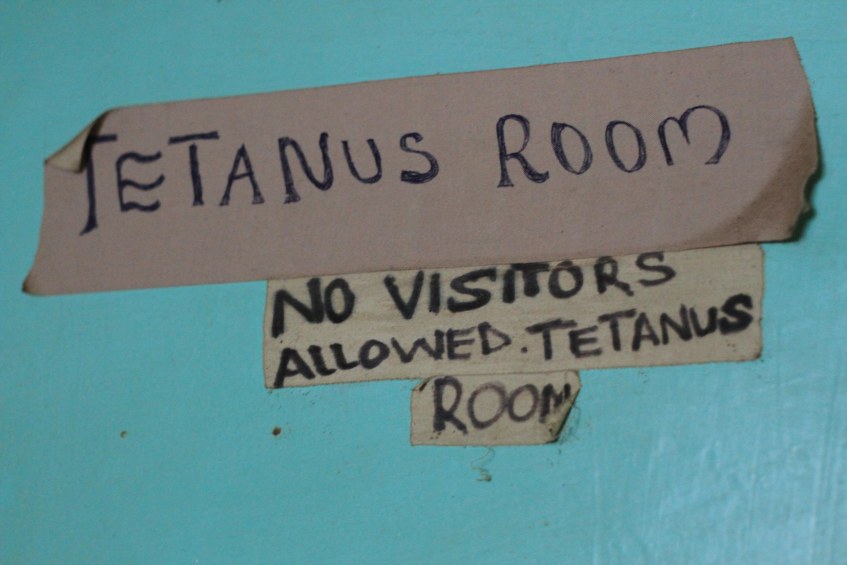 TETANUS ROOM
NO VISITORS
ALLOWED. TETANUS
ROOM